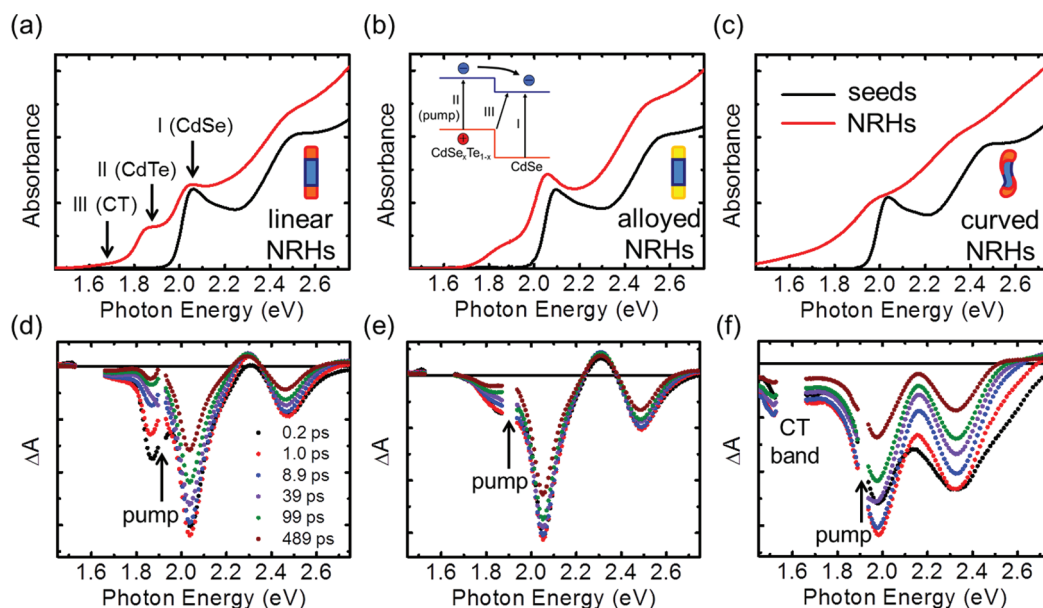 (a)
Absorbance
I (CdSe)
II (CdTe)
III (CT)
linear
NRHs
1.6 1.8 2.0 2.2 2.4 2.6
Photon Energy (eV)
(b)
Absorbance
II
(pump)
III
I
CdSexTe1-x
CdSe
alloyed
NRHs
1.6 1.8 2.0 2.2 2.4 2.6
Photon Energy (eV)
(c)
Absorbance
seeds
NRHs
curved
NRHs
1.6 1.8 2.0 2.2 2.4 2.6
Photon Energy (eV)
(d)
ΔA
pump
0.2 ps
1.0 ps
8.9 ps
39 ps
99 ps
489 ps
1.6 1.8 2.0 2.2 2.4 2.6
Photon Energy (eV)
(e)
ΔA
pump
1.6 1.8 2.0 2.2 2.4 2.6
Photon Energy (eV)
(f)
ΔA
CT
band
pump
1.6 1.8 2.0 2.2 2.4 2.6
Photon Energy (eV)